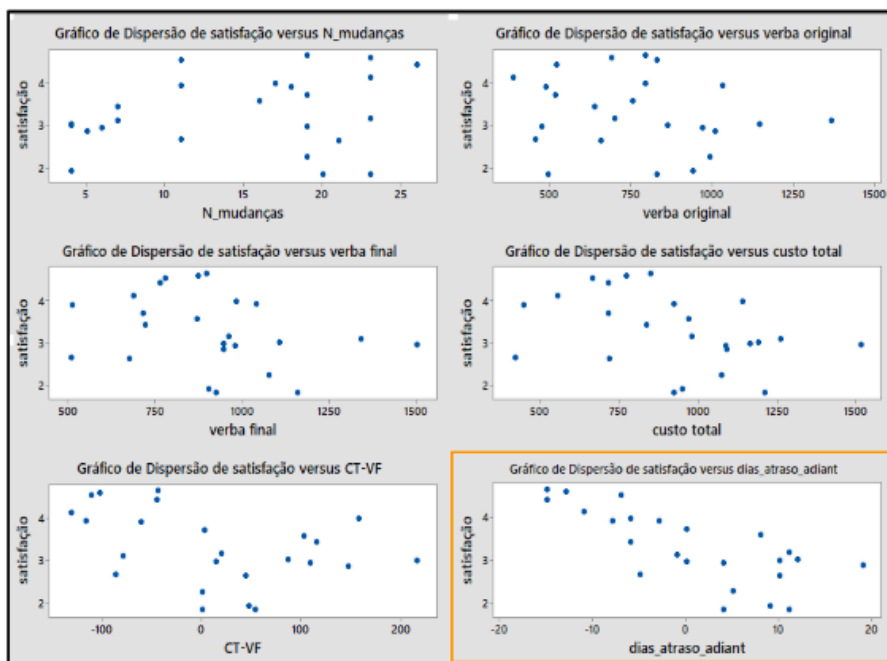 Gráfico de Dispersão de satisfação versus N_mudanças
satisfação
4
3
2
5
10
15
20
25
N_mudanças
Gráfico de Dispersão de satisfação versus verba original
satisfação
4
3
2
500
750
1000
1250
1500
verba original
Gráfico de Dispersão de satisfação versus verba final
satisfação
4
3
2
500
750
1000
1250
1500
verba final
Gráfico de Dispersão de satisfação versus custo total
satisfação
4
3
2
500
750
1000
1250
1500
custo total
Gráfico de Dispersão de satisfação versus CT-VF
satisfação
4
3
2
-100
0
100
200
CT-VF
Gráfico de Dispersão de satisfação versus dias_atraso_adiant
satisfação
4
3
2
-20
-10
0
10
20
dias_atraso_adiant